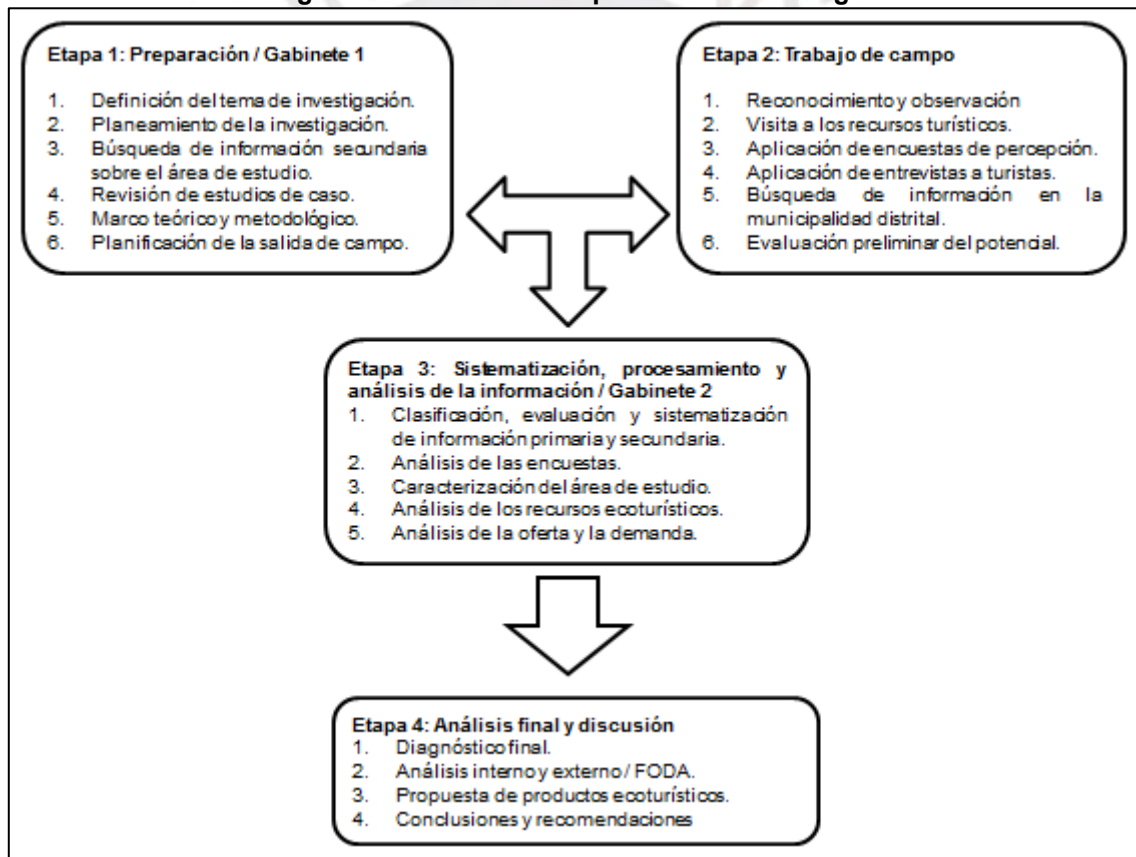 Etapa 1: Preparación / Gabinete 1
1. Definición del tema de investigación.
2. Planeamiento de la investigación.
3. Búsqueda de información secundaria
sobre el área de estudio.
4. Revisión de estudios de caso.
5. Marco teórico y metodológico.
6. Planificación de la salida de campo.
Etapa 2: Trabajo de campo
1. Reconocimiento y observación
2. Visita a los recursos turísticos.
3. Aplicación de encuestas de percepción.
4. Aplicación de entrevistas a turistas.
5. Búsqueda de información en la
municipalidad distrital.
6. Evaluación preliminar del potencial.
Etapa 3: Sistematización, procesamiento y
análisis de la información / Gabinete 2
1. Clasificación, evaluación y sistematización
de información primaria y secundaria.
2. Análisis de las encuestas.
3. Caracterización del área de estudio.
4. Análisis de los recursos ecoturísticos.
5. Análisis de la oferta y la demanda.
Etapa 4: Análisis final y discusión
1. Diagnóstico final.
2. Análisis interno y externo / FODA.
3. Propuesta de productos ecoturísticos.
4. Conclusiones y recomendaciones